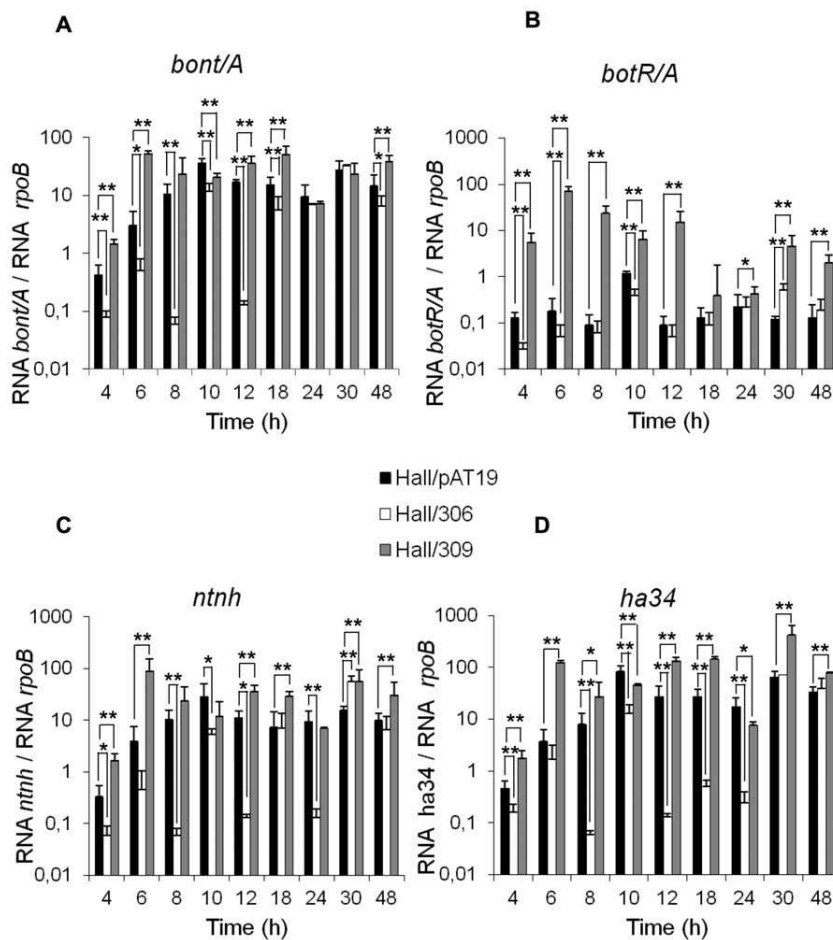 A
bont/A
RNA bont/A / RNA rpoB
100
10
1
0,1
0,01
** ** * ** ** ** ** ** ** ** ** ** * **
4 6 8 10 12 18 24 30 48
Time (h)
B
botR/A
RNA botR/A / RNA rpoB
1000
100
10
1
0,1
0,01
** ** ** ** ** ** ** ** * ** ** **
4 6 8 10 12 18 24 30 48
Time (h)
Hall/pAT19
Hall/306
Hall/309
C
ntnh
RNA ntnh / RNA rpoB
1000
100
10
1
0,1
0,01
** * ** ** * ** * ** ** ** ** **
4 6 8 10 12 18 24 30 48
Time (h)
D
ha34
RNA ha34 / RNA rpoB
1000
100
10
1
0,1
0,01
** ** ** * ** ** ** ** ** ** ** * ** **
4 6 8 10 12 18 24 30 48
Time (h)